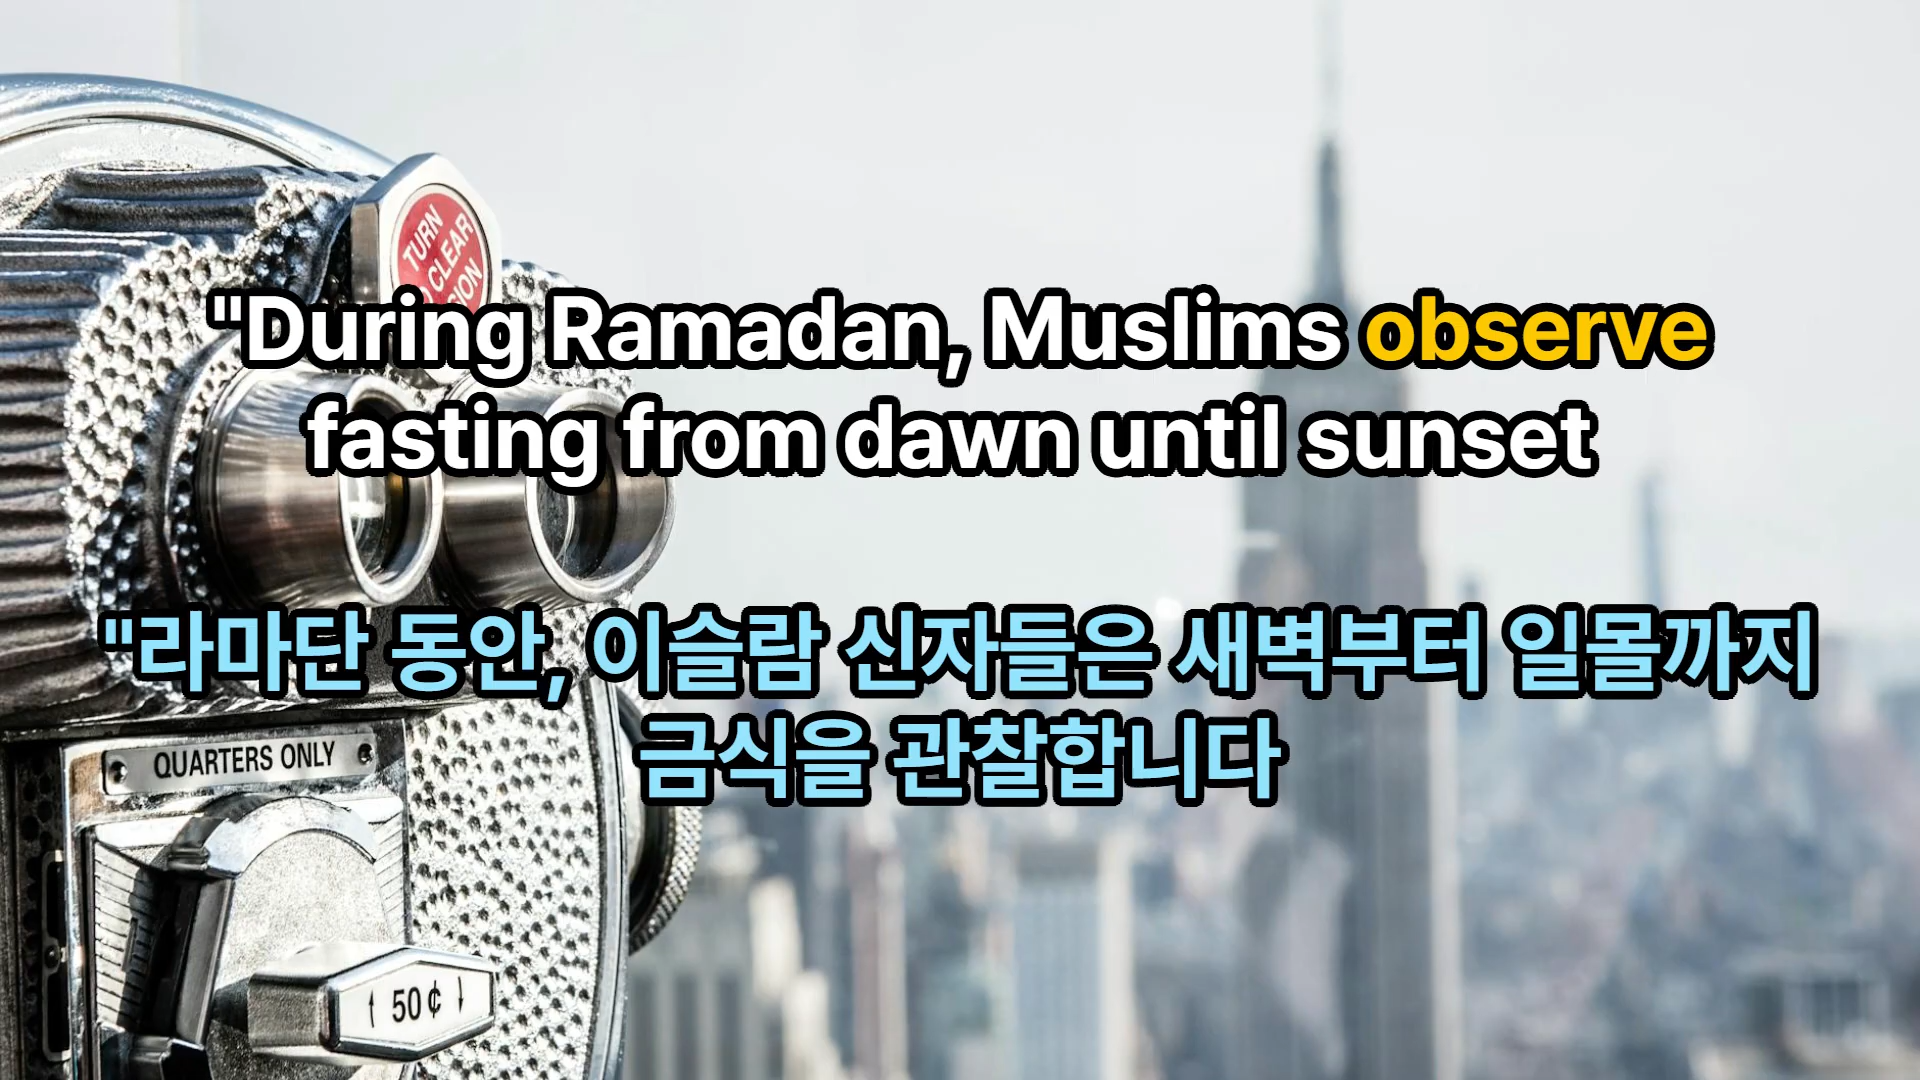 TURN
CLEAR
"During Ramadan, Muslims observe
fasting from dawn until sunset
"라마단 동안, 이슬람 신자들은 새벽부터 일몰까지
금식을 관찰합니다
QUARTERS ONLY
↑ 50¢ ↓